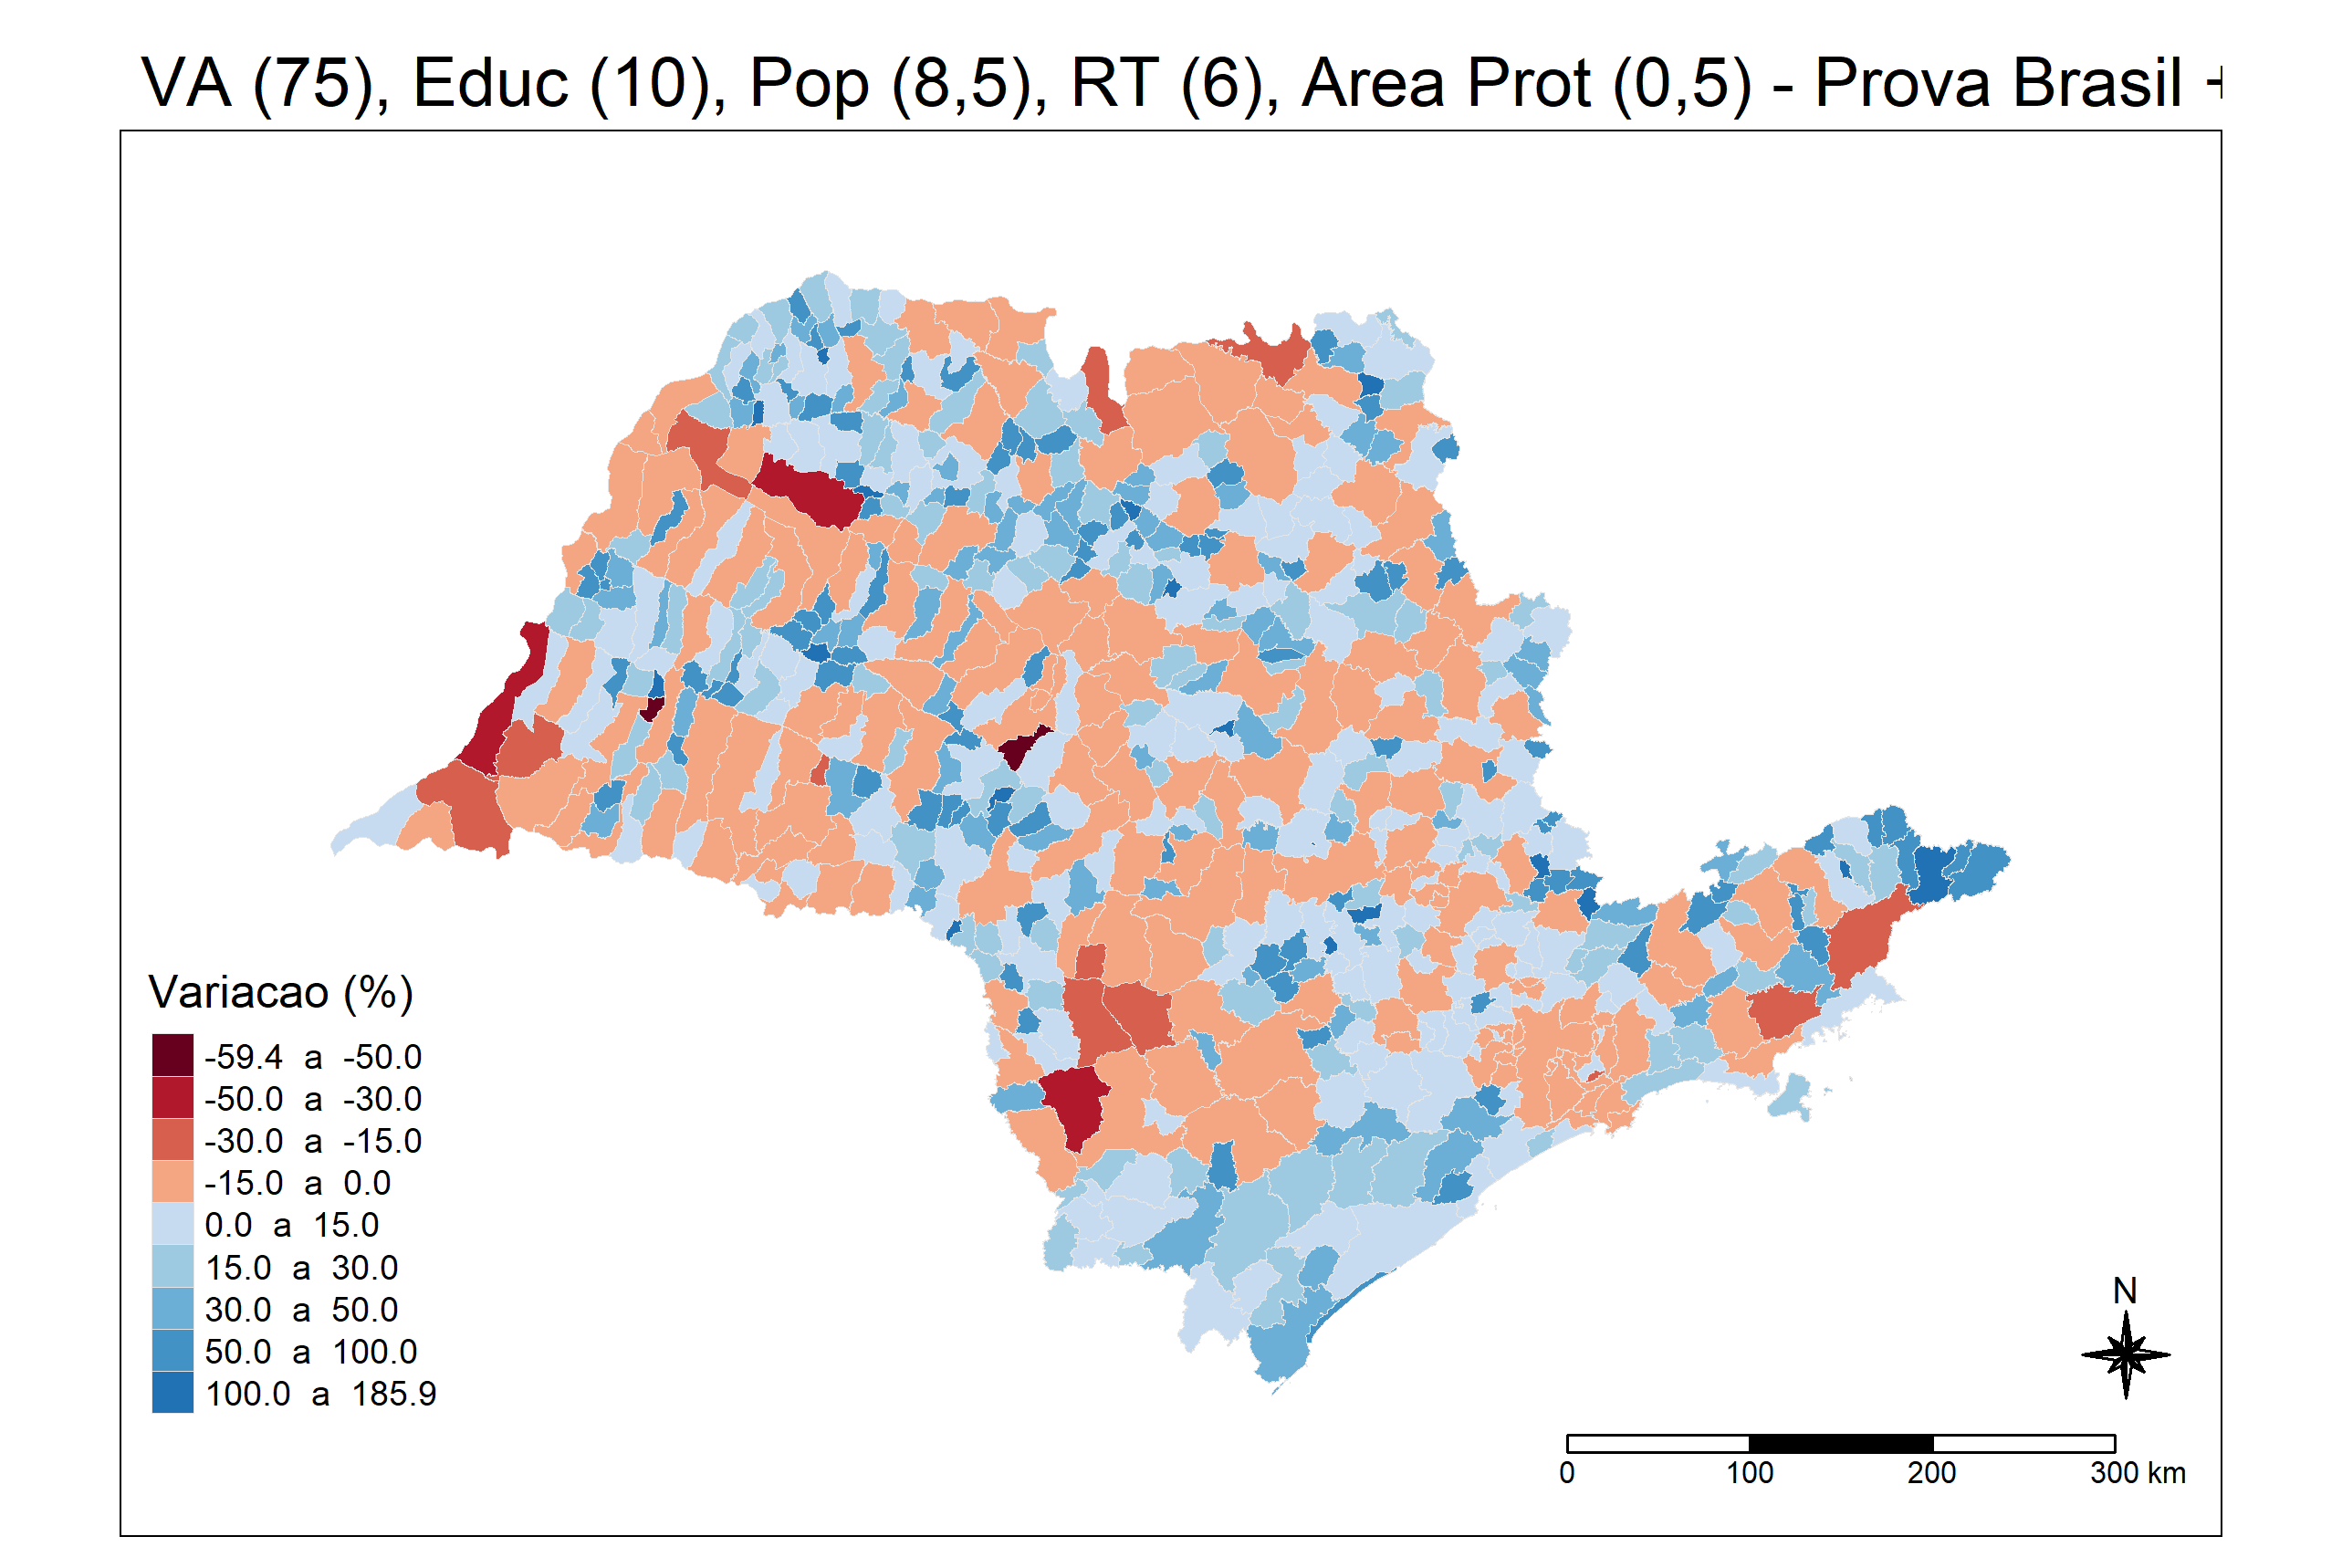 VA (75), Educ (10), Pop (8,5), RT (6), Area Prot (0,5) - Prova Brasil +
Variacao (%)
-59.4 a -50.0
-50.0 a -30.0
-30.0 a -15.0
-15.0 a 0.0
0.0 a 15.0
15.0 a 30.0
30.0 a 50.0
50.0 a 100.0
100.0 a 185.9
N
0 100 200 300 km